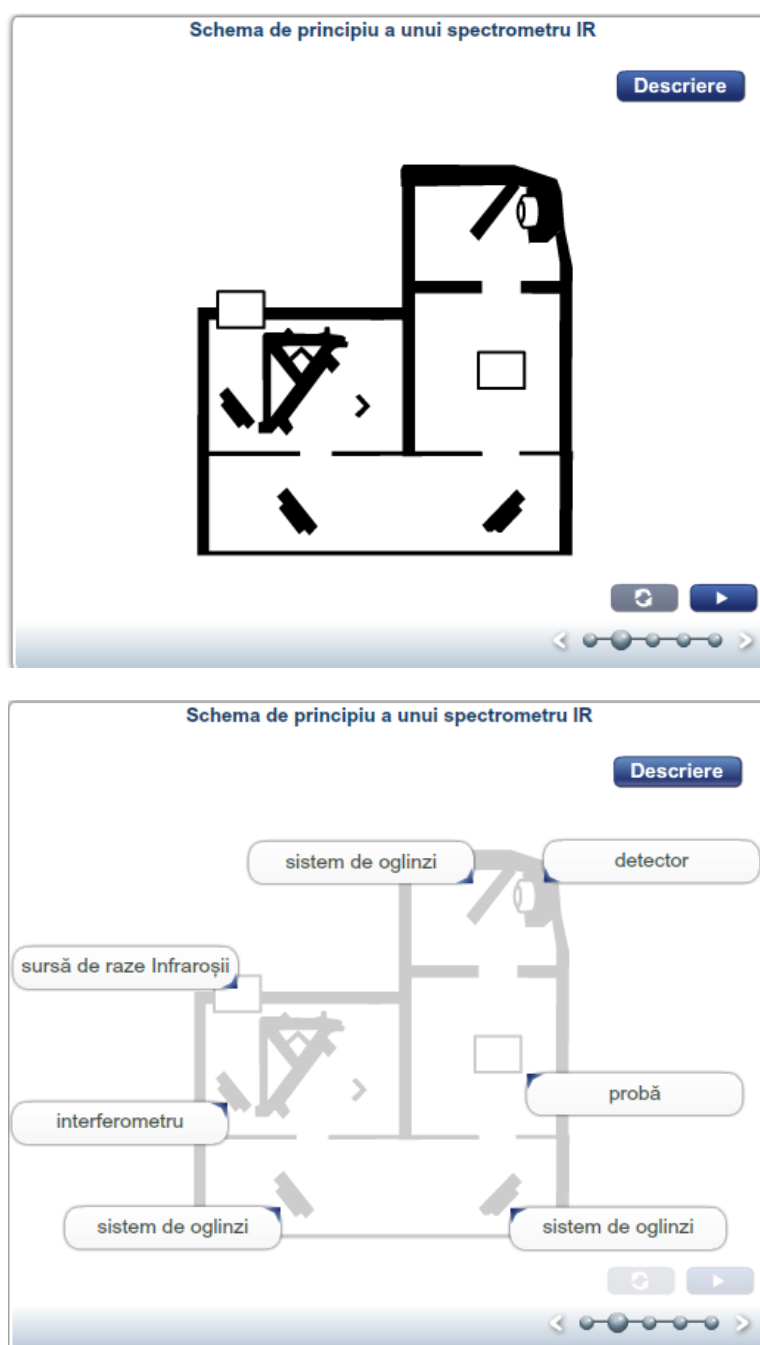 Schema de principiu a unui spectrometru IR
Descriere
Schema de principiu a unui spectrometru IR
Descriere
sistem de oglinzi
detector
sursă de raze Infraroșii
probă
interferometru
sistem de oglinzi
sistem de oglinzi